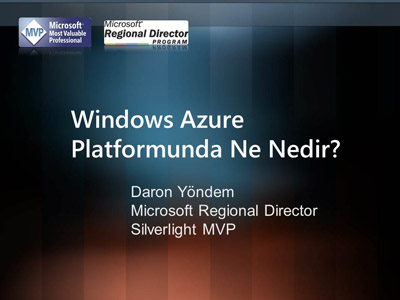 MVP
Microsoft®
Most Valuable
Professional
Microsoft®
Regional Director
PROGRAM
Windows Azure
Platformunda Ne Nedir?
Daron Yöndem
Microsoft Regional Director
Silverlight MVP